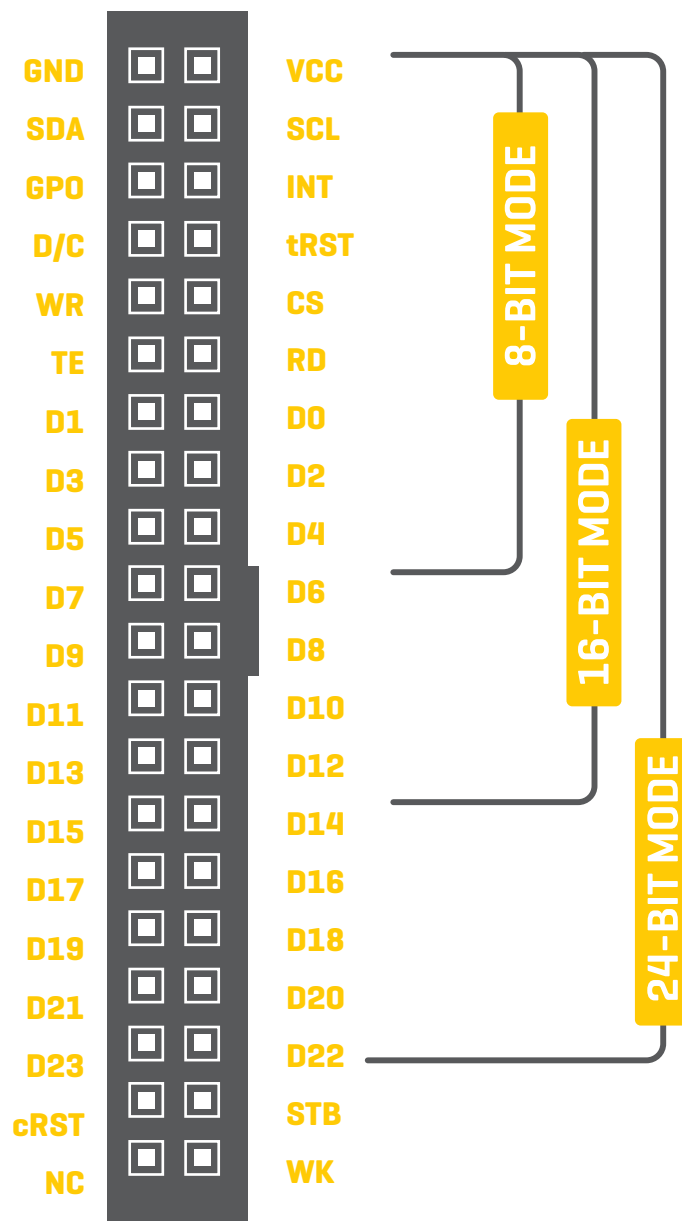 GND VCC
SDA SCL
GPO INT
D/C tRST
WR CS
TE RD
D1 D0
D3 D2
D5 D4
D7 D6
D9 D8
D11 D10
D13 D12
D15 D14
D17 D16
D19 D18
D21 D20
D23 D22
cRST STB
NC WK
8-BIT MODE
16-BIT MODE
24-BIT MODE